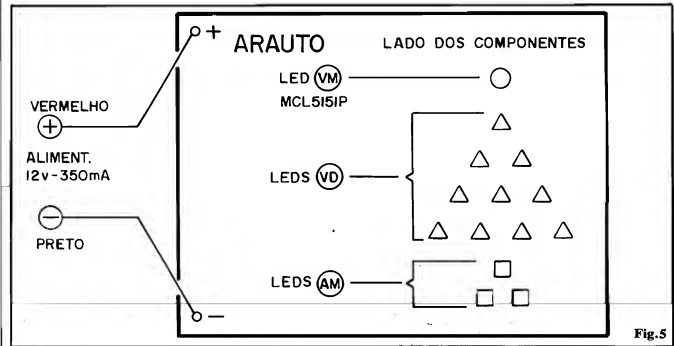 + ARAUTO LADO DOS COMPONENTES
LED VM
MCL5151P
VERMELHO
+
ALIMENT.
12v-350mA
LEDS VD
−
PRETO
LEDS AM
−
Fig.5